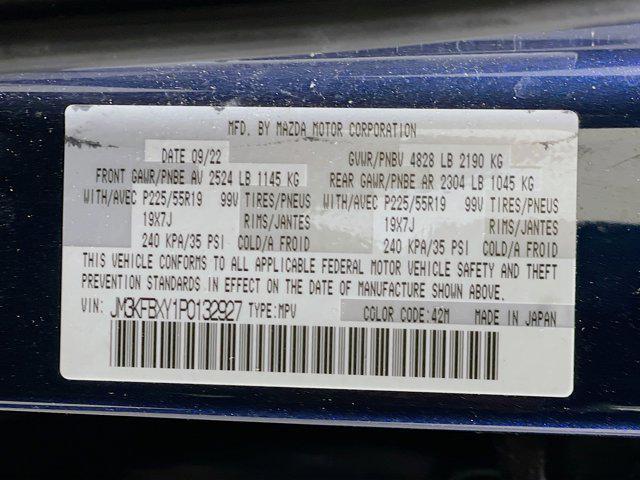 MFD. BY MAZDA MOTOR CORPORATION
DATE 09/22 GVWR/PNBV 4828 LB 2190 KG
FRONT GAWR/PNBE AV 2524 LB 1145 KG REAR GAWR/PNBE AR 2304 LB 1045 KG
WITH/AVEC P225/55R19 99V TIRES/PNEUS WITH/AVEC P225/55R19 99V TIRES/PNEUS
19X7J RIMS/JANTES 19X7J RIMS/JANTES
240 KPA/35 PSI COLD/A FROID 240 KPA/35 PSI COLD/A FROID
THIS VEHICLE CONFORMS TO ALL APPLICABLE FEDERAL MOTOR VEHICLE SAFETY AND THEFT
PREVENTION STANDARDS IN EFFECT ON THE DATE OF MANUFACTURE SHOWN ABOVE.
VIN: JM3KFBXY1P0132927 TYPE:MPV COLOR CODE:42M MADE IN JAPAN